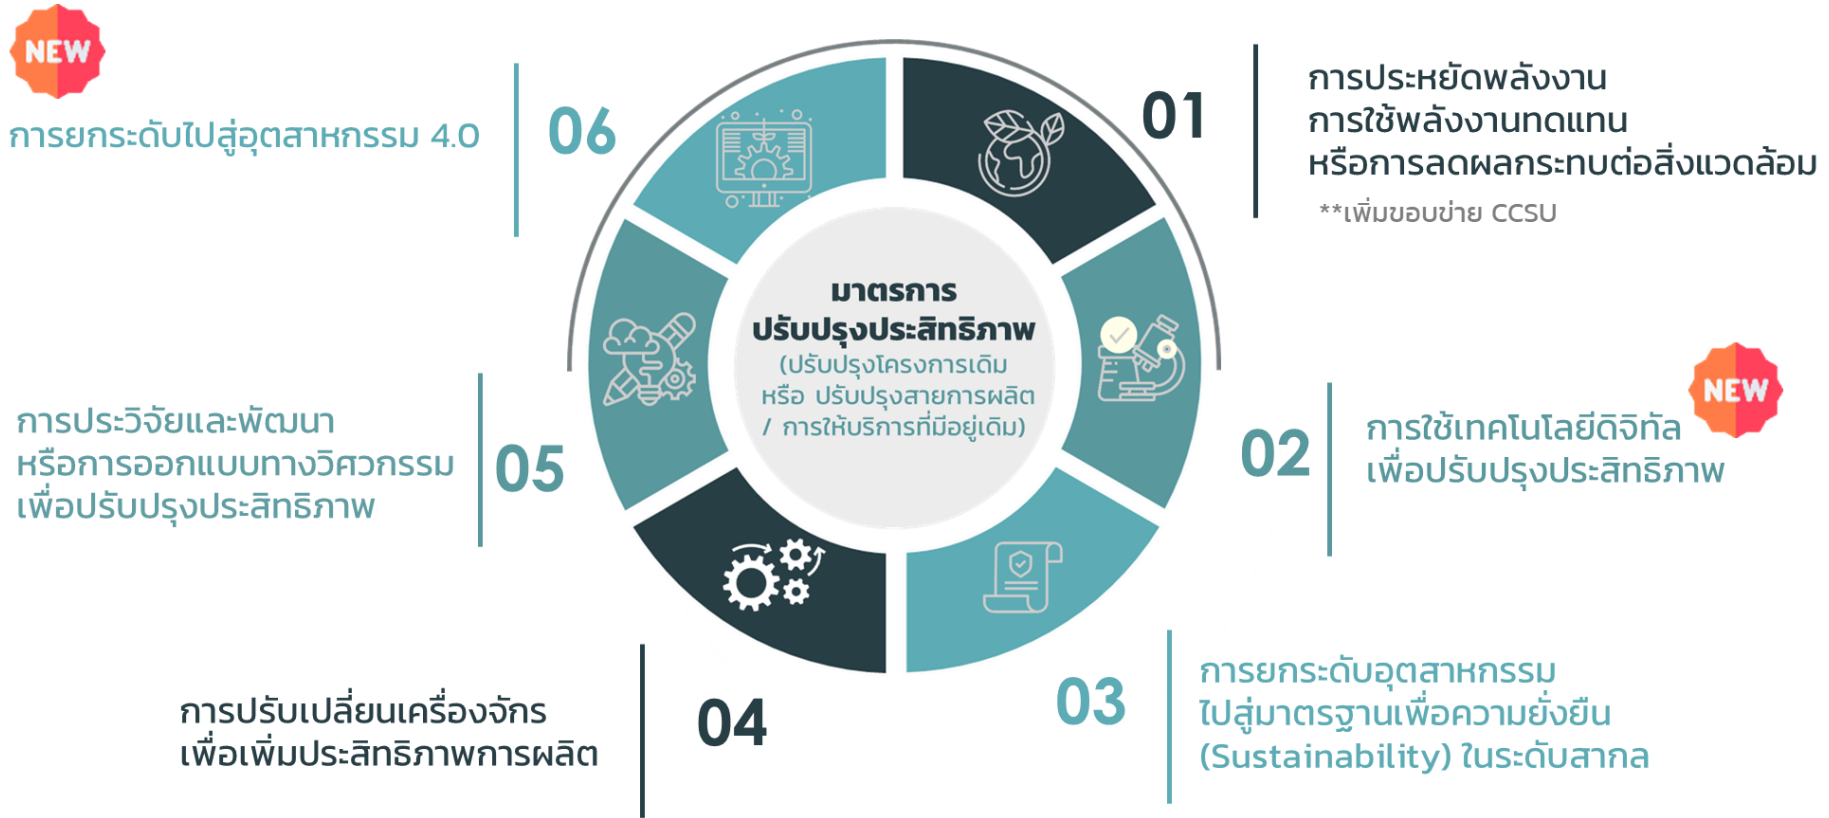 มาตรการ
ปรับปรุงประสิทธิภาพ
(ปรับปรุงโครงการเดิม
หรือ ปรับปรุงสายการผลิต
/ การให้บริการที่มีอยู่เดิม)
01
การประหยัดพลังงาน
การใช้พลังงานทดแทน
หรือการลดผลกระทบต่อสิ่งแวดล้อม
**เพิ่มขอบข่าย CCSU
02
NEW
การใช้เทคโนโลยีดิจิทัล
เพื่อปรับปรุงประสิทธิภาพ
03
การยกระดับอุตสาหกรรม
ไปสู่มาตรฐานเพื่อความยั่งยืน
(Sustainability) ในระดับสากล
04
การปรับเปลี่ยนเครื่องจักร
เพื่อเพิ่มประสิทธิภาพการผลิต
05
การประวิจัยและพัฒนา
หรือการออกแบบทางวิศวกรรม
เพื่อปรับปรุงประสิทธิภาพ
06
NEW
การยกระดับไปสู่อุตสาหกรรม 4.0